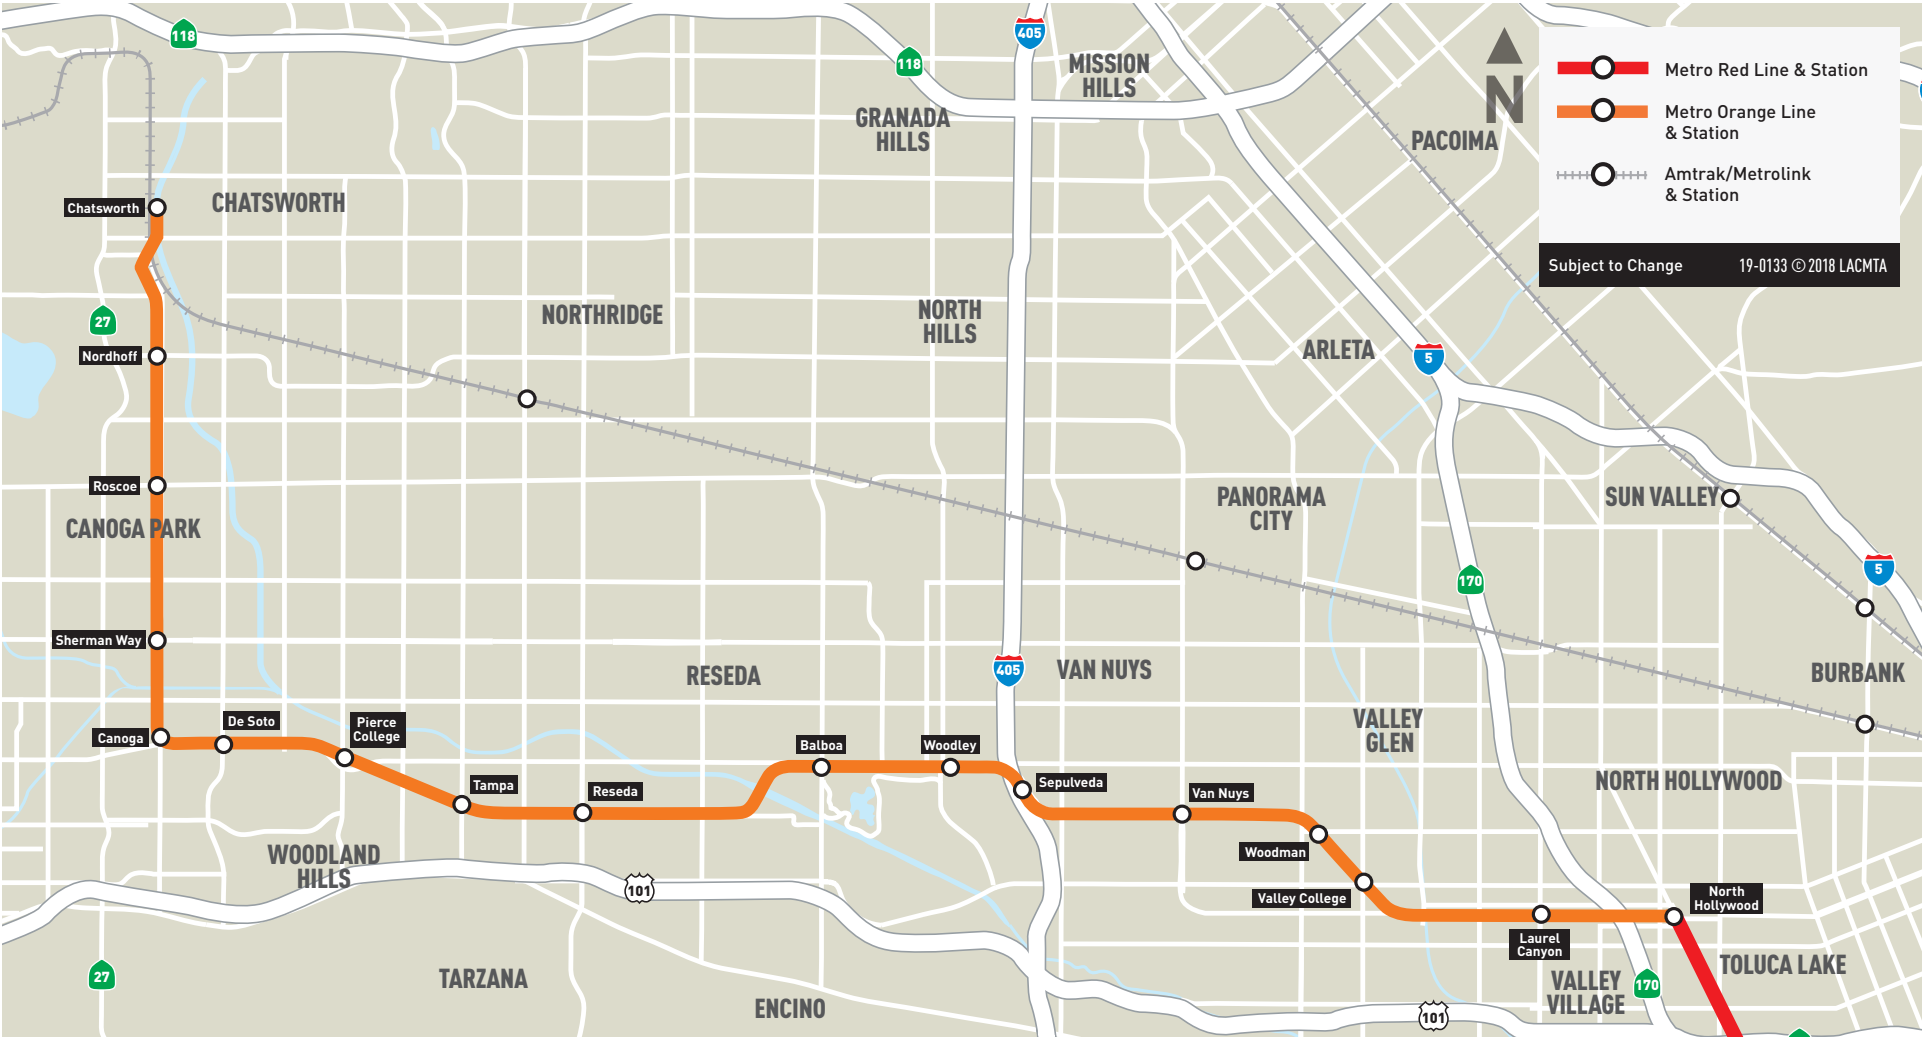 118
405
118
MISSION
HILLS
GRANADA
HILLS
PACOIMA
N
Metro Red Line & Station
Metro Orange Line
& Station
Amtrak/Metrolink
& Station
Subject to Change
19-0133 © 2018 LACMTA
Chatsworth
CHATSWORTH
27
NORTHRIDGE
NORTH
HILLS
ARLETA
5
Nordhoff
Roscoe
CANOGA PARK
PANORAMA
CITY
SUN VALLEY
5
170
Sherman Way
RESEDA
405
VAN NUYS
BURBANK
VALLEY
GLEN
Canoga
De Soto
Pierce
College
Tampa
Reseda
Balboa
Woodley
Sepulveda
Van Nuys
NORTH HOLLYWOOD
Woodman
WOODLAND
HILLS
101
Valley College
North
Hollywood
Laurel
Canyon
TOLUCA LAKE
27
TARZANA
ENCINO
VALLEY
VILLAGE
170
101